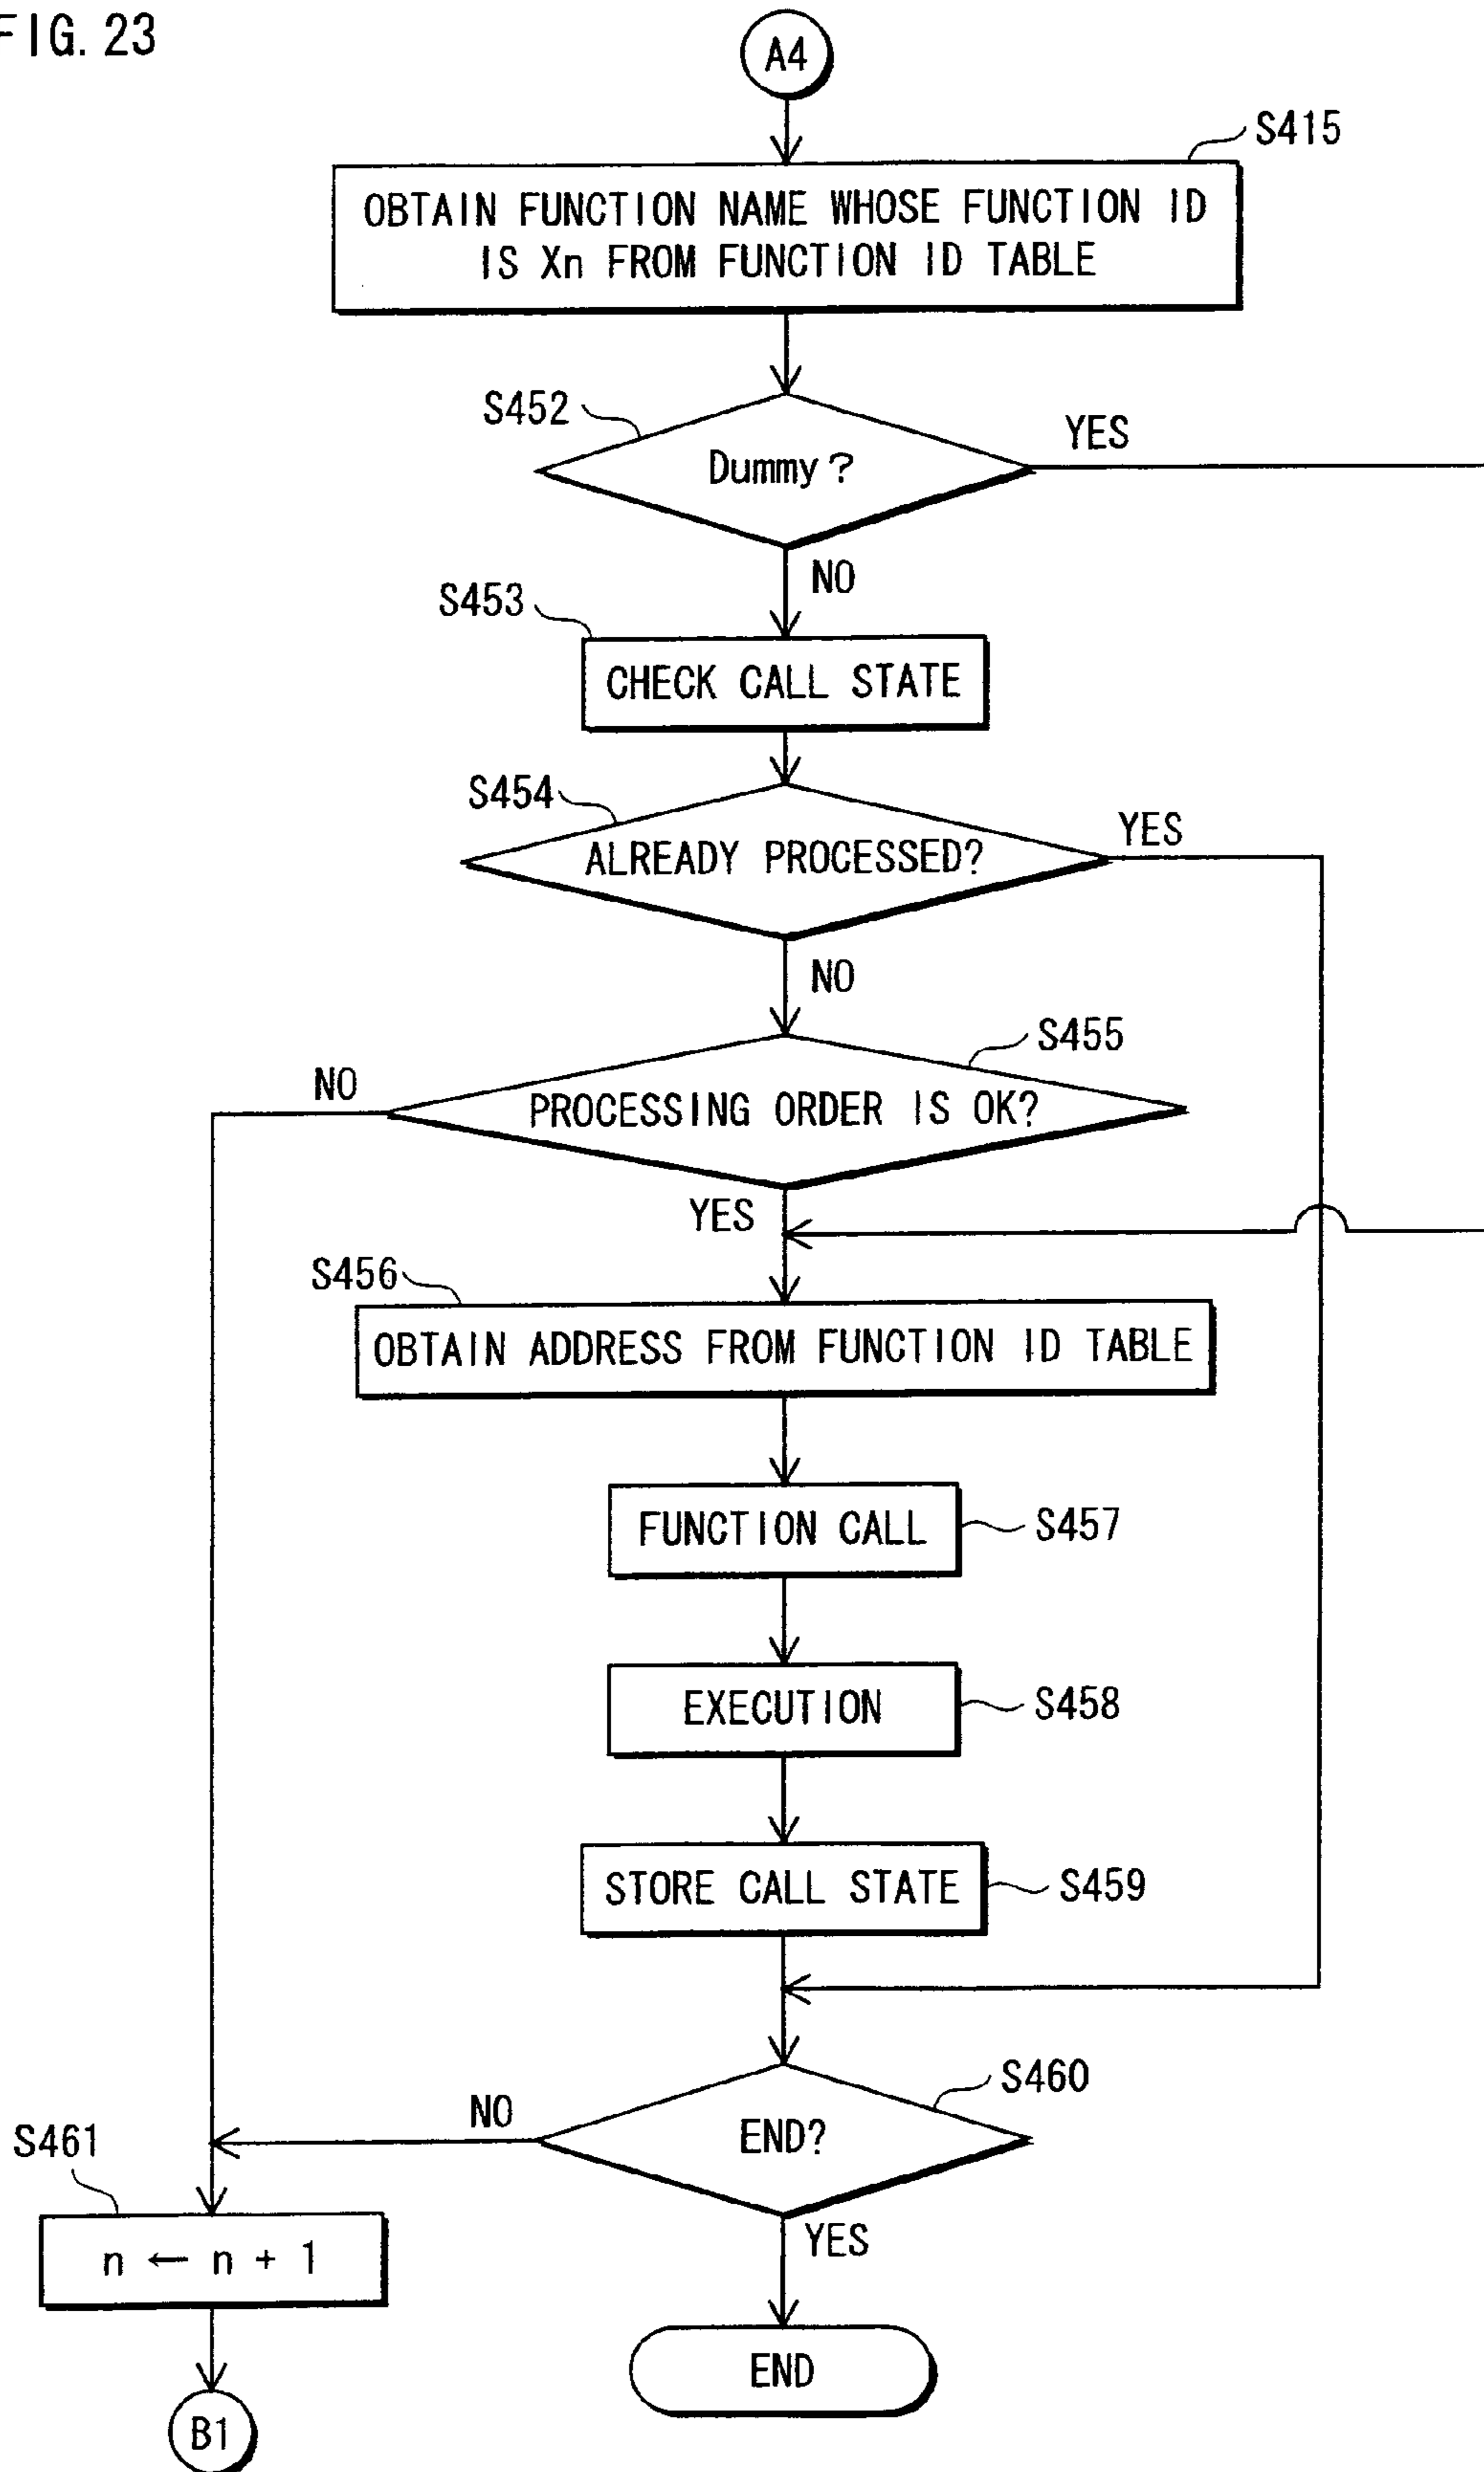 FIG. 23
A4
S415
OBTAIN FUNCTION NAME WHOSE FUNCTION ID
IS Xn FROM FUNCTION ID TABLE
S452
Dummy?
YES
NO
S453
CHECK CALL STATE
S454
ALREADY PROCESSED?
YES
NO
S455
NO
PROCESSING ORDER IS OK?
YES
S456
OBTAIN ADDRESS FROM FUNCTION ID TABLE
FUNCTION CALL
S457
EXECUTION
S458
STORE CALL STATE
S459
S460
NO
END?
S461
YES
n ← n + 1
END
B1